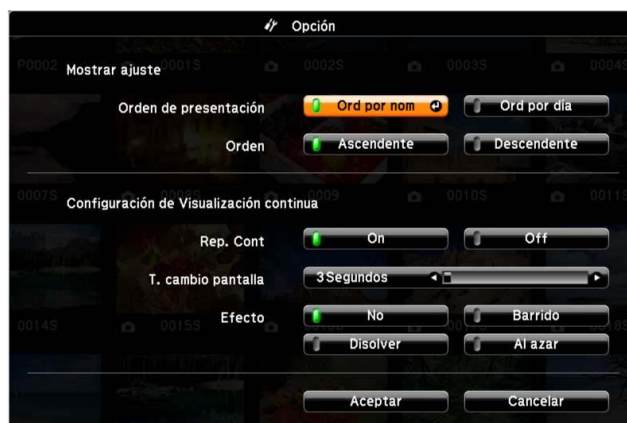 Opción
P0002 0001S 0002S 0003S 0004S
Mostrar ajuste
Orden de presentación Ord por nom Ord por día
Orden Ascendente Descendente
0007S 0008S 0009 0010S 0011S
Configuración de Visualización continua
Rep. Cont On Off
T. cambio pantalla 3Segundos
Efecto No Barrido
0014S 0015S
Disolver Al azar
Aceptar Cancelar